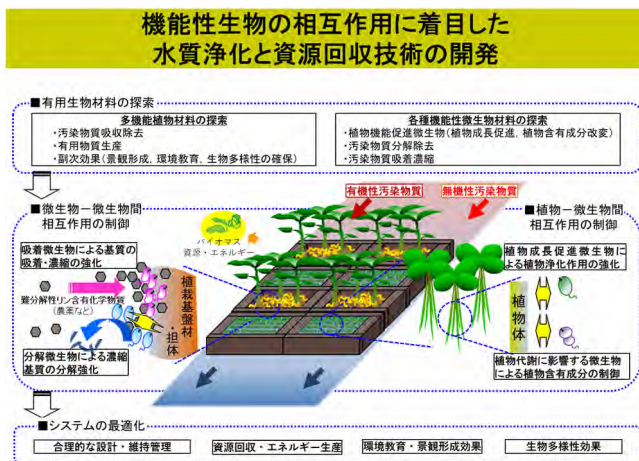 機能性生物の相互作用に着目した
水質浄化と資源回収技術の開発
■有用生物材料の探索
多機能植物材料の探索
・汚染物質吸収除去
・有用物質生産
・副次効果(景観形成、環境教育、生物多様性の確保)
各種機能性微生物材料の探索
・植物機能促進微生物(植物成長促進、植物含有成分改変)
・汚染物質分解除去
・汚染物質吸着濃縮
■微生物－微生物間
相互作用の制御
有機性汚染物質
無機性汚染物質
■植物－微生物間
相互作用の制御
バイオマス
資源・エネルギー
吸着微生物による基質の
吸着・濃縮の強化
難分解性リン含有化学物質
(農薬など)
植栽基盤材
・担体
分解微生物による濃縮
基質の分解強化
植物成長促進微生物
による植物浄化作用の強化
植物体
植物代謝に影響する微生物
による植物含有成分の制御
■システムの最適化
合理的な設計・維持管理
資源回収・エネルギー生産
環境教育・景観形成効果
生物多様性効果